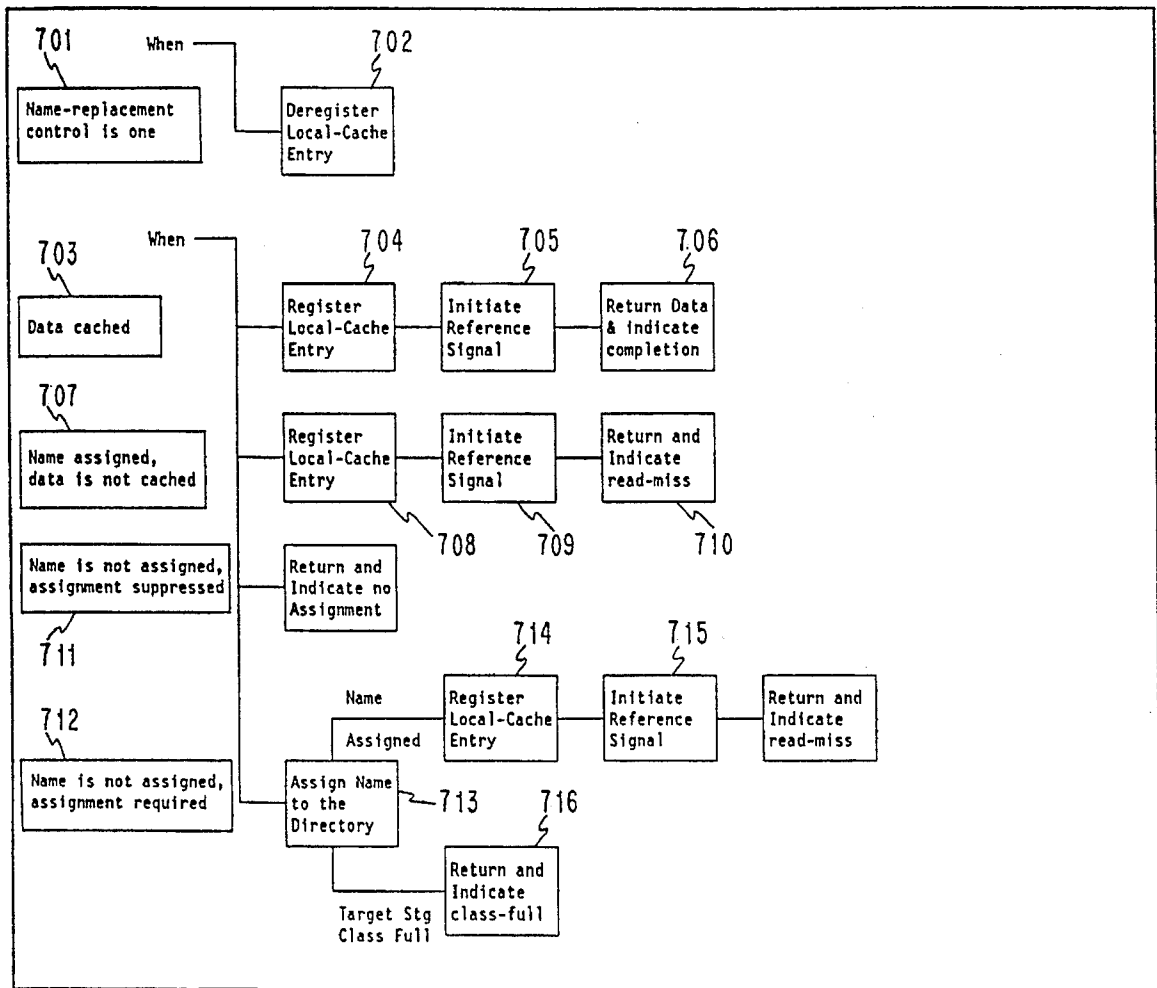 701
When
702
Name-replacement
control is one
Deregister
Local-Cache
Entry
When
703
704
705
706
Data cached
Register
Local-Cache
Entry
Initiate
Reference
Signal
Return Data
& indicate
completion
707
Name assigned,
data is not cached
Register
Local-Cache
Entry
Initiate
Reference
Signal
Return and
Indicate
read-miss
708
709
710
Name is not assigned,
assignment suppressed
Return and
Indicate no
Assignment
711
714
715
Name
Assigned
Register
Local-Cache
Entry
Initiate
Reference
Signal
Return and
Indicate
read-miss
712
Name is not assigned,
assignment required
Assign Name
to the
Directory
713
716
Return and
Indicate
class-full
Target Stg
Class Full